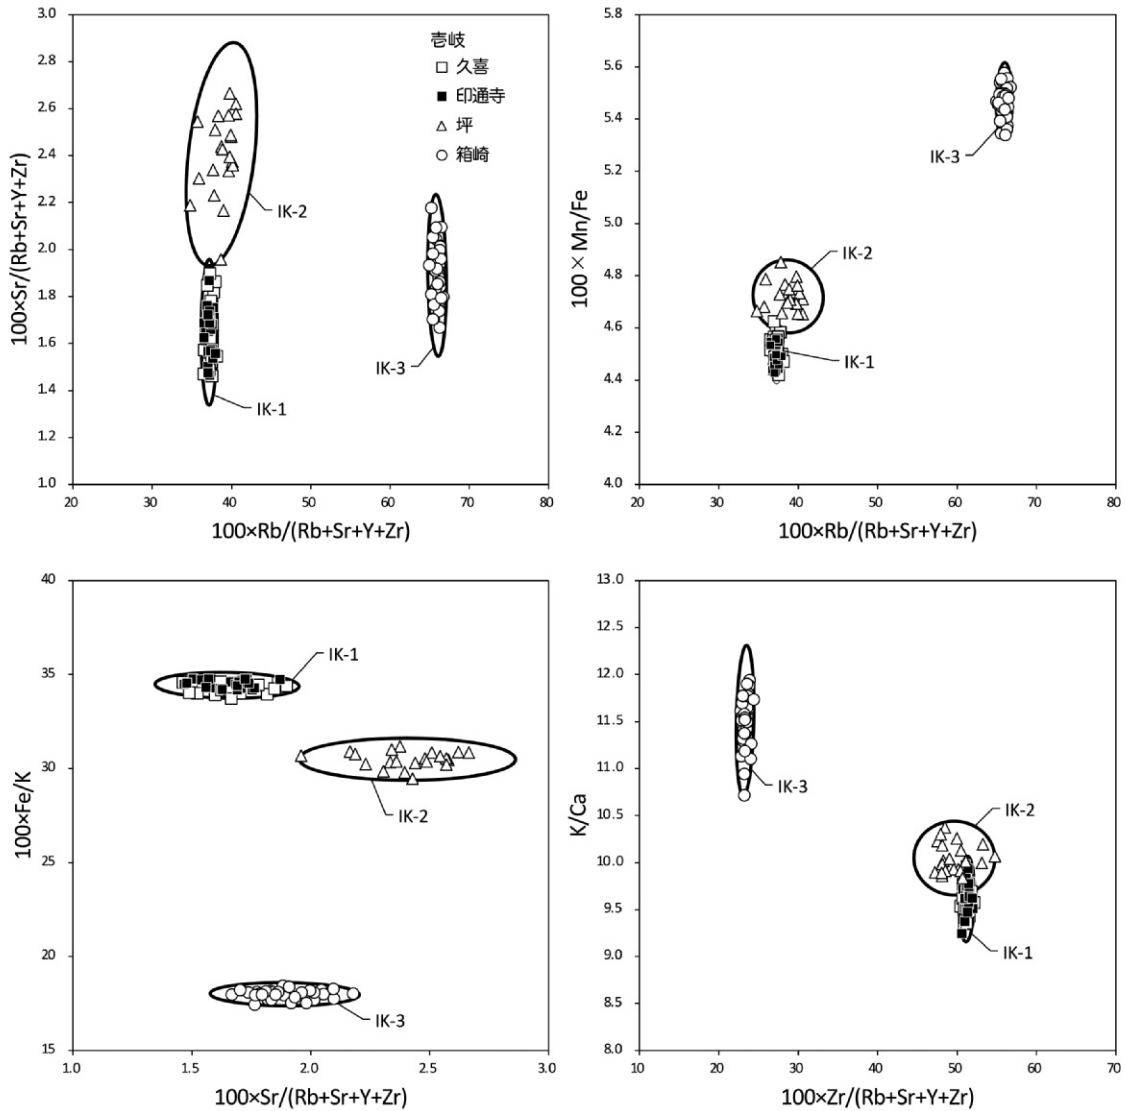 3.0
2.8
2.6
2.4
2.2
2.0
1.8
1.6
1.4
1.2
1.0
20 30 40 50 60 70 80
100×Sr/(Rb+Sr+Y+Zr)
100×Rb/(Rb+Sr+Y+Zr)
壱岐
久喜
印通寺
坪
箱崎
IK-2
IK-3
IK-1
5.8
5.6
5.4
5.2
5.0
4.8
4.6
4.4
4.2
4.0
20 30 40 50 60 70 80
100×Mn/Fe
100×Rb/(Rb+Sr+Y+Zr)
IK-3
IK-2
IK-1
40
35
30
25
20
15
1.0 1.5 2.0 2.5 3.0
100×Fe/K
100×Sr/(Rb+Sr+Y+Zr)
IK-1
IK-2
IK-3
13.0
12.5
12.0
11.5
11.0
10.5
10.0
9.5
9.0
8.5
8.0
20 30 40 50 60 70
K/Ca
100×Zr/(Rb+Sr+Y+Zr)
IK-3
IK-2
IK-1